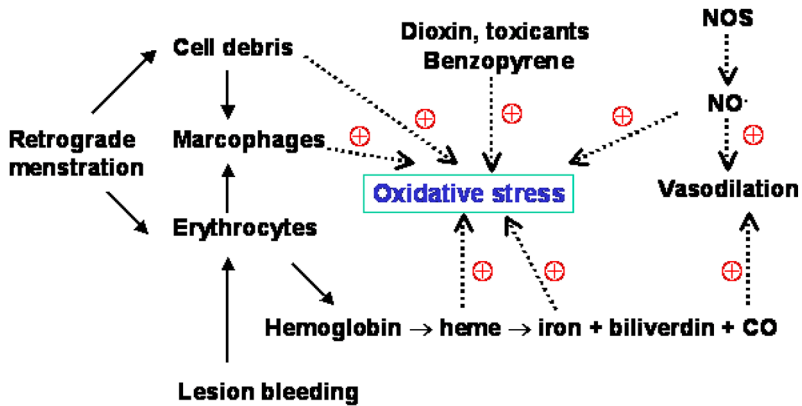 NOS
Dioxin, toxicants
Benzopyrene
Cell debris
NO·
Retrograde
menstration
Marcophages
Oxidative stress
Vasodilation
Erythrocytes
Hemoglobin → heme → iron + biliverdin + CO
Lesion bleeding